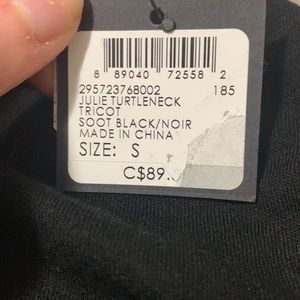 8 89040 72558 2
295723768002 185
JULIE TURTLENECK
TRICOT
SOOT BLACK/NOIR
MADE IN CHINA
SIZE: S
C$89.